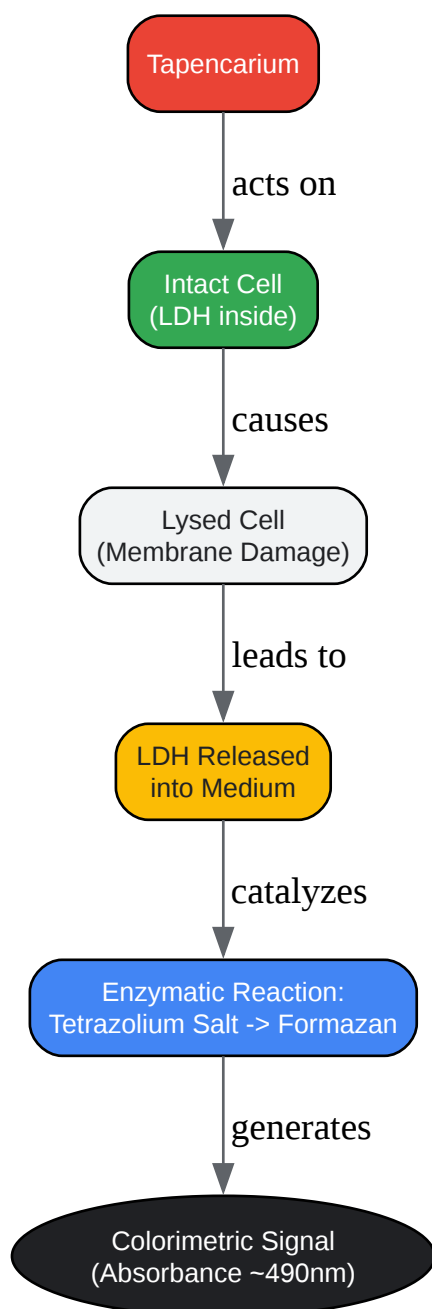 Tapencarium
acts on
Intact Cell
(LDH inside)
causes
Lysed Cell
(Membrane Damage)
leads to
LDH Released
into Medium
catalyzes
Enzymatic Reaction:
Tetrazolium Salt -> Formazan
generates
Colorimetric Signal
(Absorbance ~490nm)